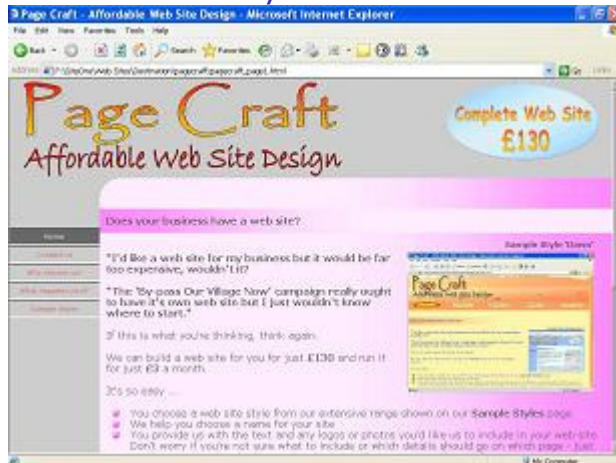 Page Craft - Affordable Web Site Design - Microsoft Internet Explorer
File Edit View Favorites Tools Help
Back Search Favorites
Go
Page Craft
Affordable Web Site Design
Complete Web Site
£130
Does your business have a web site?
Home
Sample Style 'Dawn'
"I'd like a web site for my business but it would be far
too expensive, wouldn't it?
"The 'By-pass Our Village Now' campaign really ought
to have it's own web site but I just wouldn't know
where to start."
If this is what you're thinking, think again.
We can build a web site for you for just £130 and run it
for just £3 a month.
It's so easy ...
You choose a web site style from our extensive range shown on our Sample Styles page
We help you choose a name for your site
You provide us with the text and any logos or photos you'd like us to include in your web-site
Don't worry if you're not sure what to include or which details should go on which page - just
My Computer